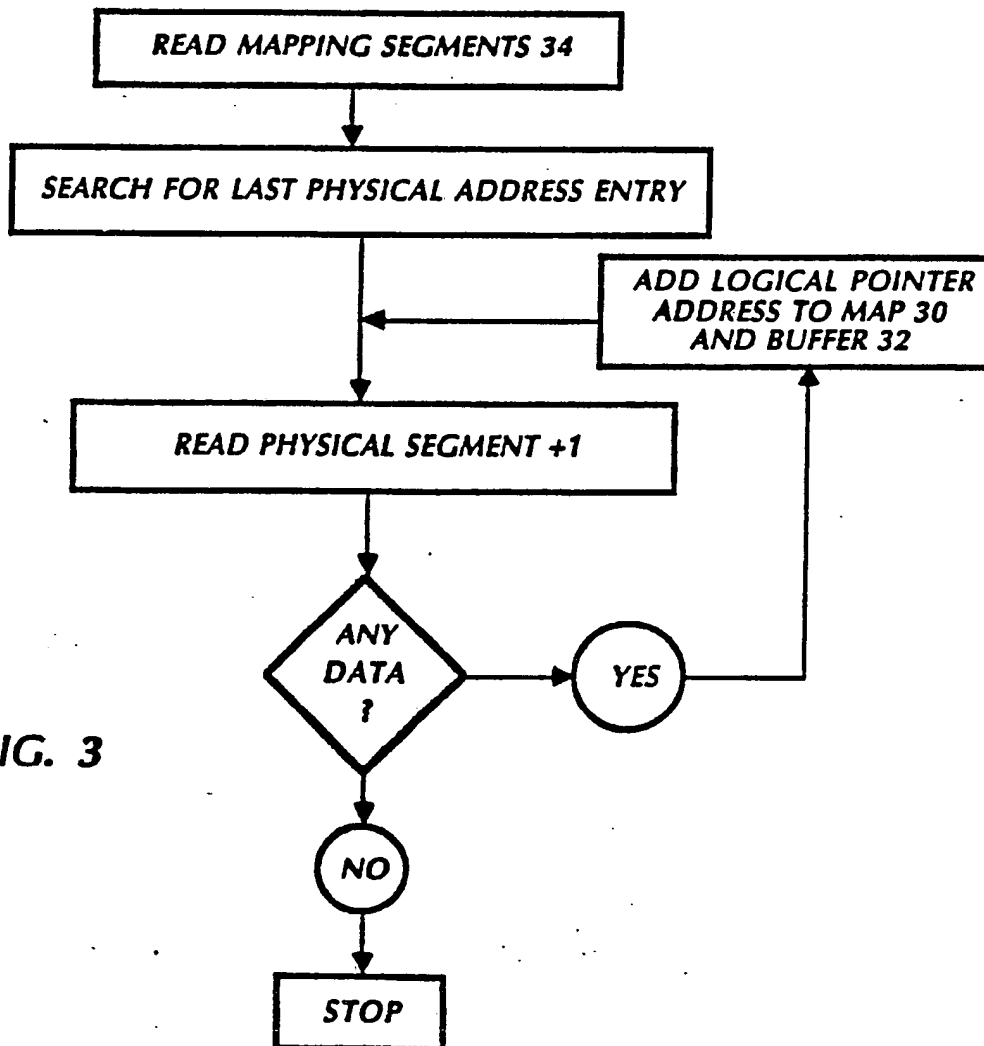 READ MAPPING SEGMENTS 34
SEARCH FOR LAST PHYSICAL ADDRESS ENTRY
ADD LOGICAL POINTER
ADDRESS TO MAP 30
AND BUFFER 32
READ PHYSICAL SEGMENT +1
ANY
DATA
?
YES
IG. 3
NO
STOP